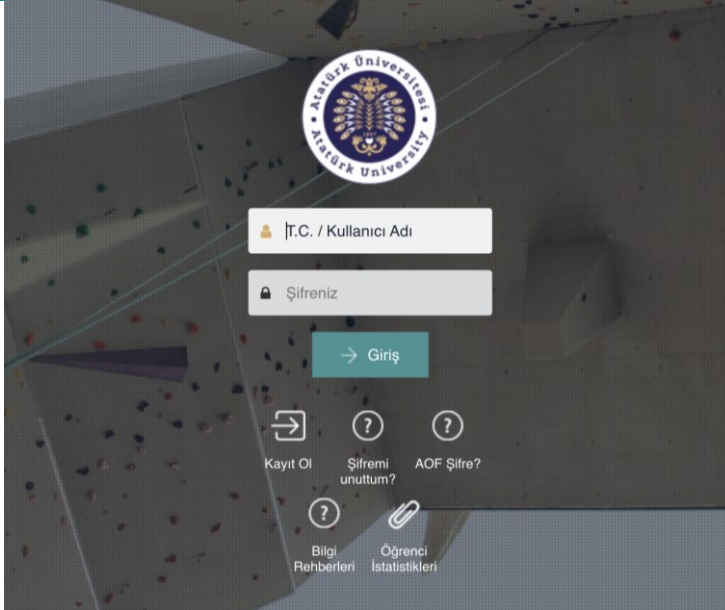 Atatürk Üniversitesi
Atatürk University
1957
T.C. / Kullanıcı Adı
Şifreniz
Giriş
Kayıt Ol
Şifremi
unuttum?
AOF Şifre?
Bilgi
Rehberleri
Öğrenci
İstatistikleri